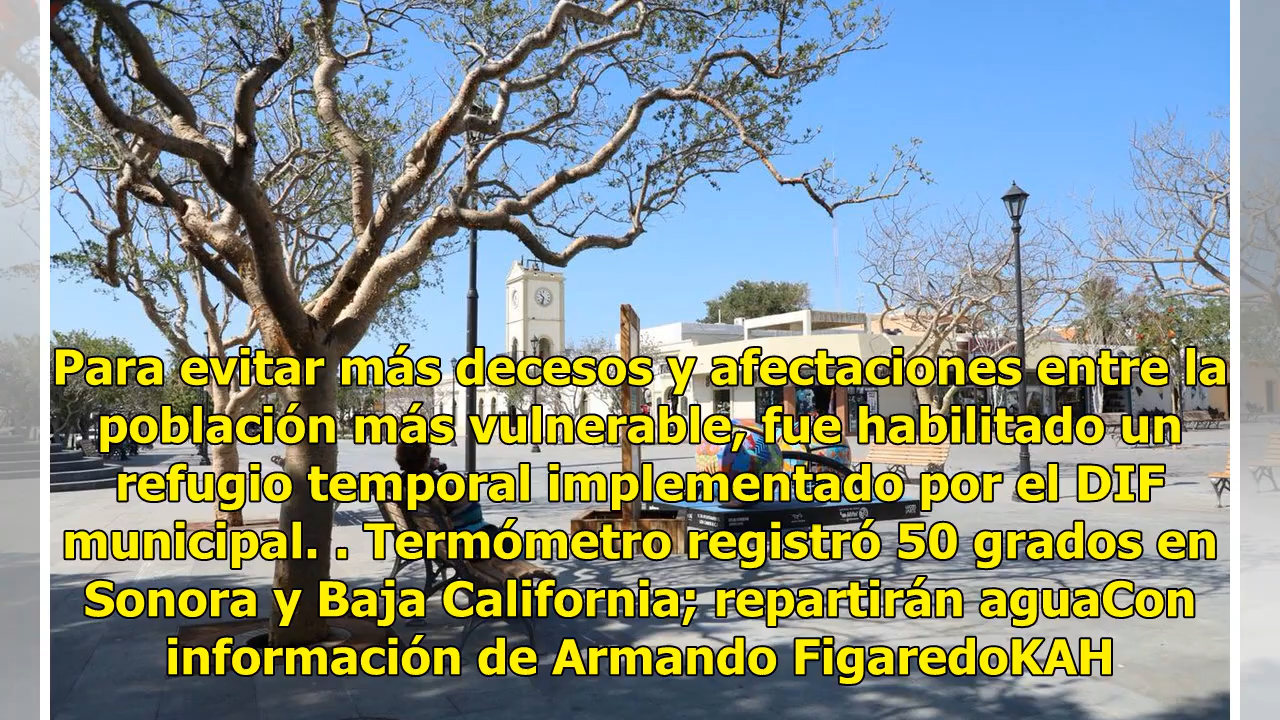 Para evitar más decesos y afectaciones entre la
población más vulnerable, fue habilitado un
refugio temporal implementado por el DIF
municipal. . Termómetro registró 50 grados en
Sonora y Baja California; repartirán aguaCon
información de Armando FigaredoKAH